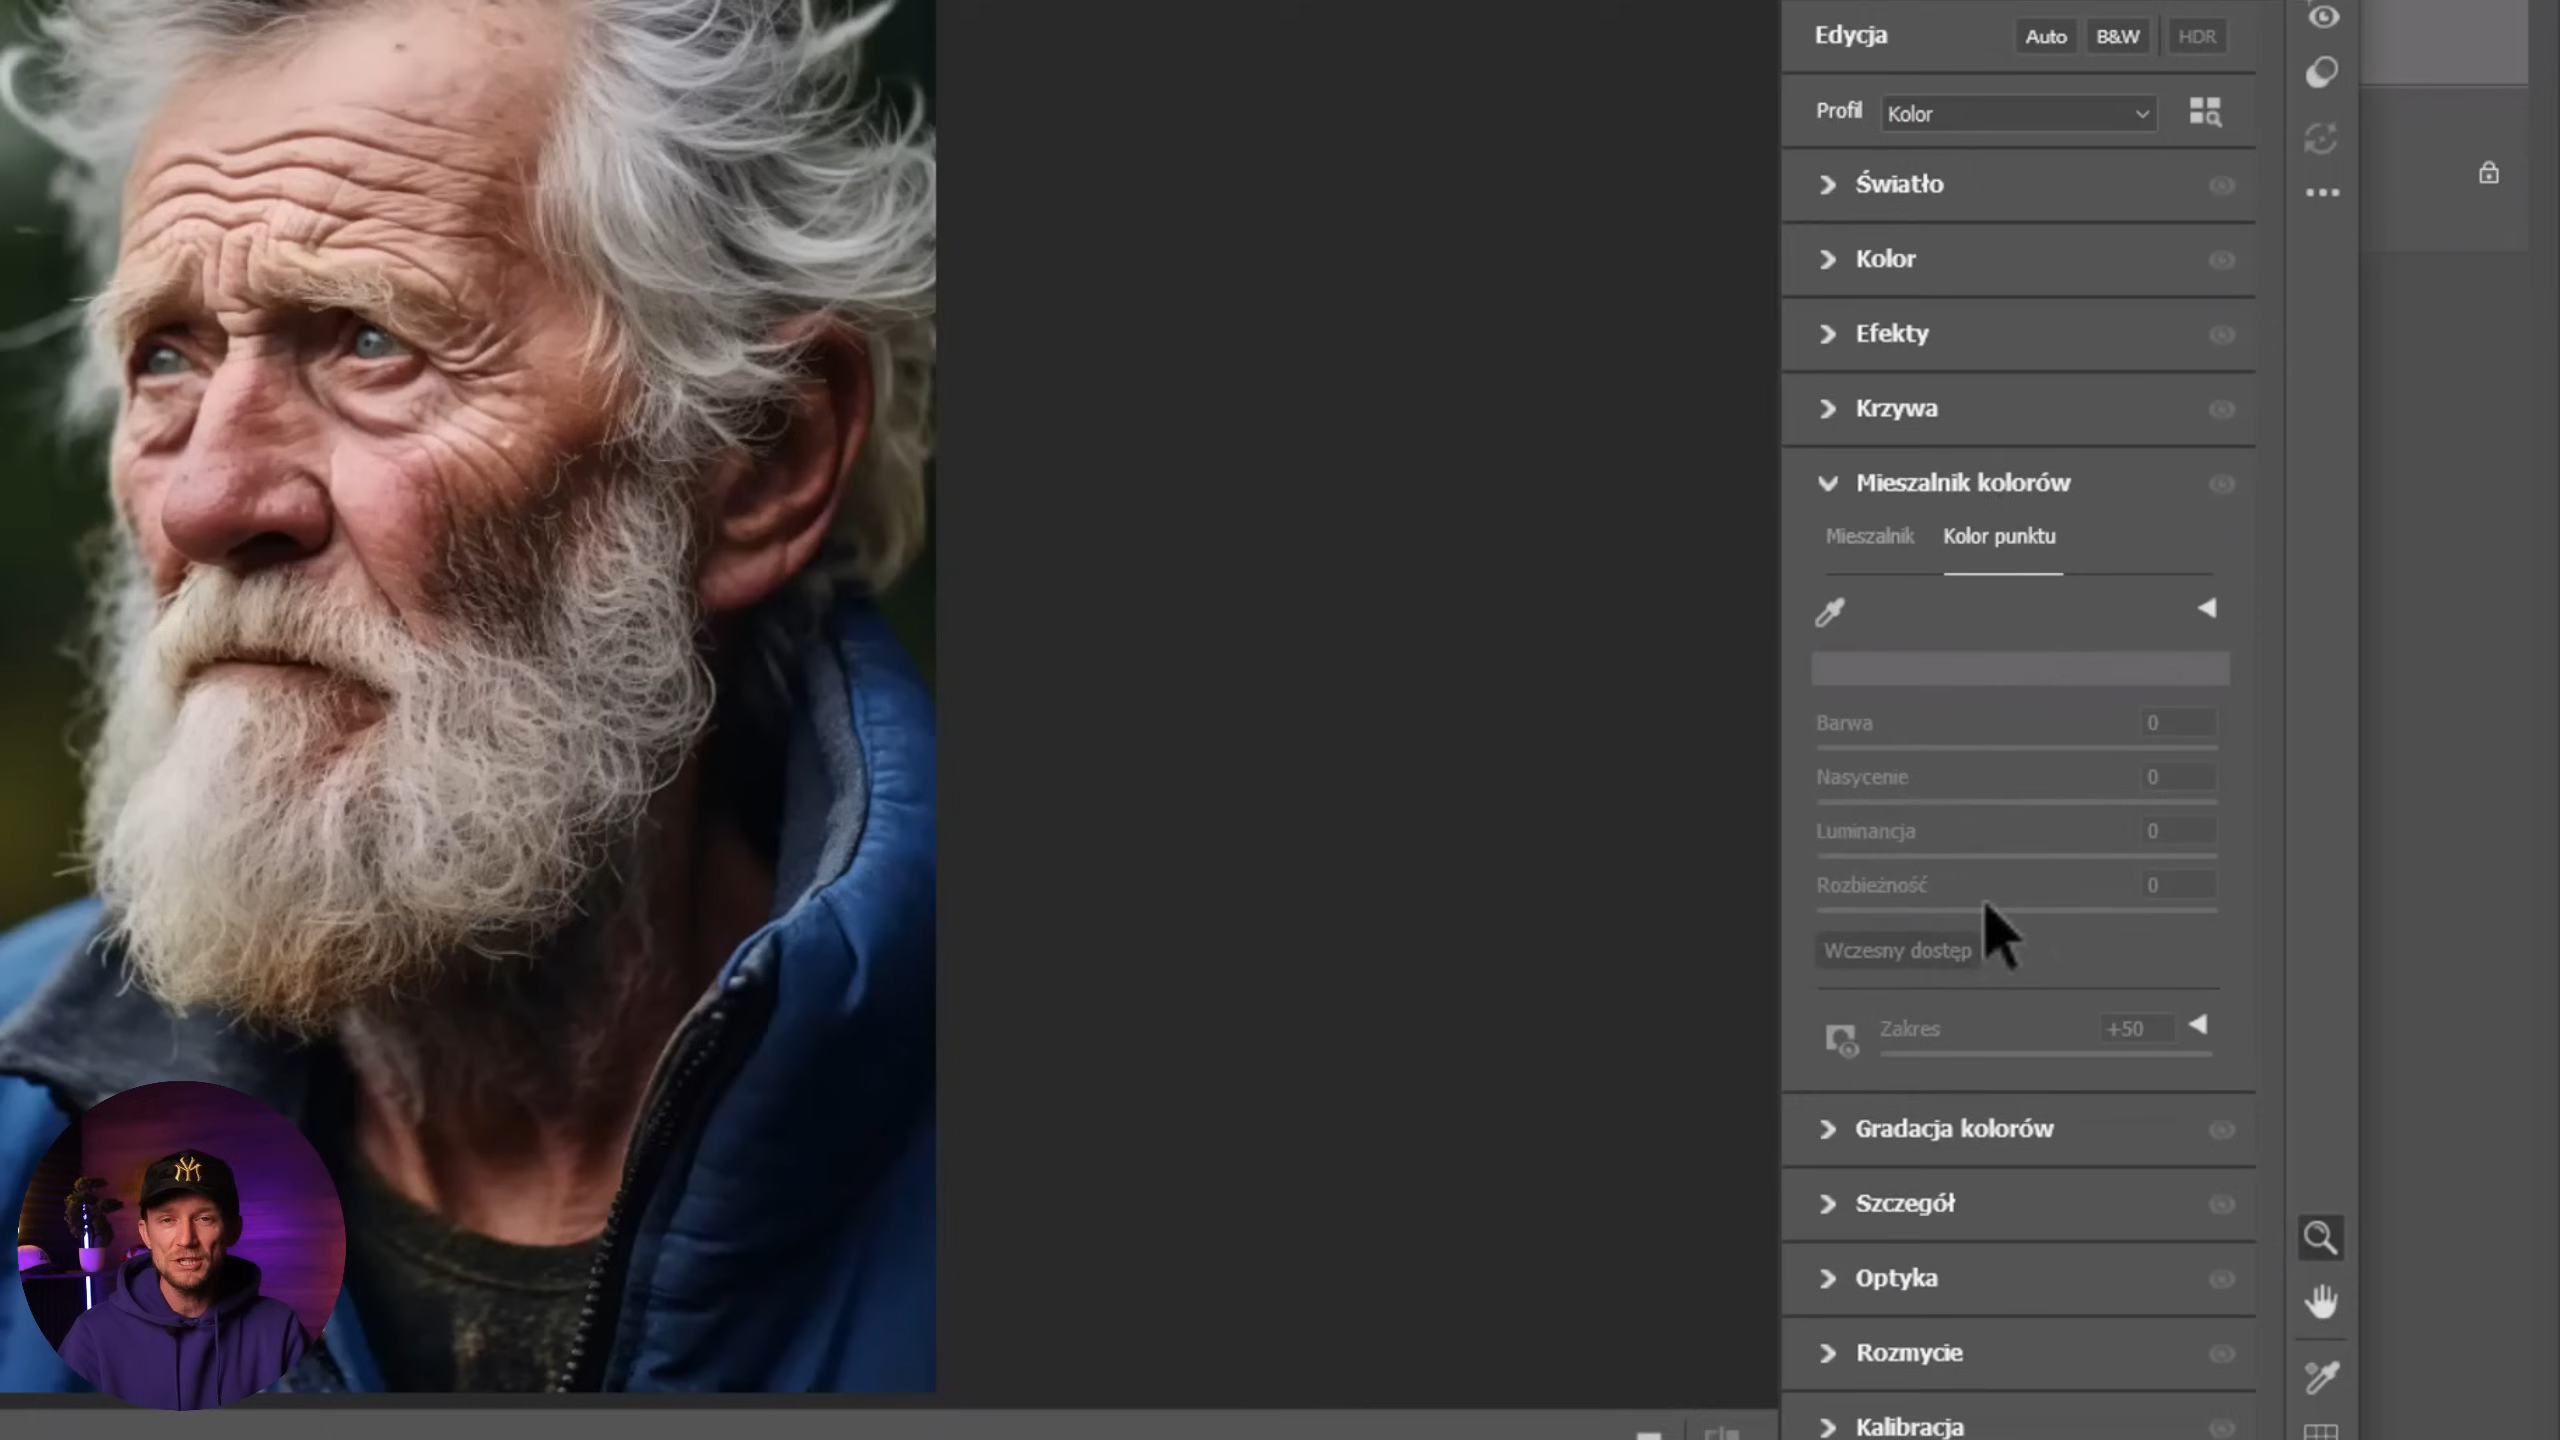 Edycja Auto B&W HDR
Profil Kolor
Światło
Kolor
Efekty
Krzywa
Mieszalnik kolorów
Mieszalnik Kolor punktu
Barwa 0
Nasycenie 0
Luminancja 0
Rozbieżność 0
Wczesny dostęp
Zakres +50
Gradacja kolorów
Szczegół
Optyka
Rozmycie
Kalibracja